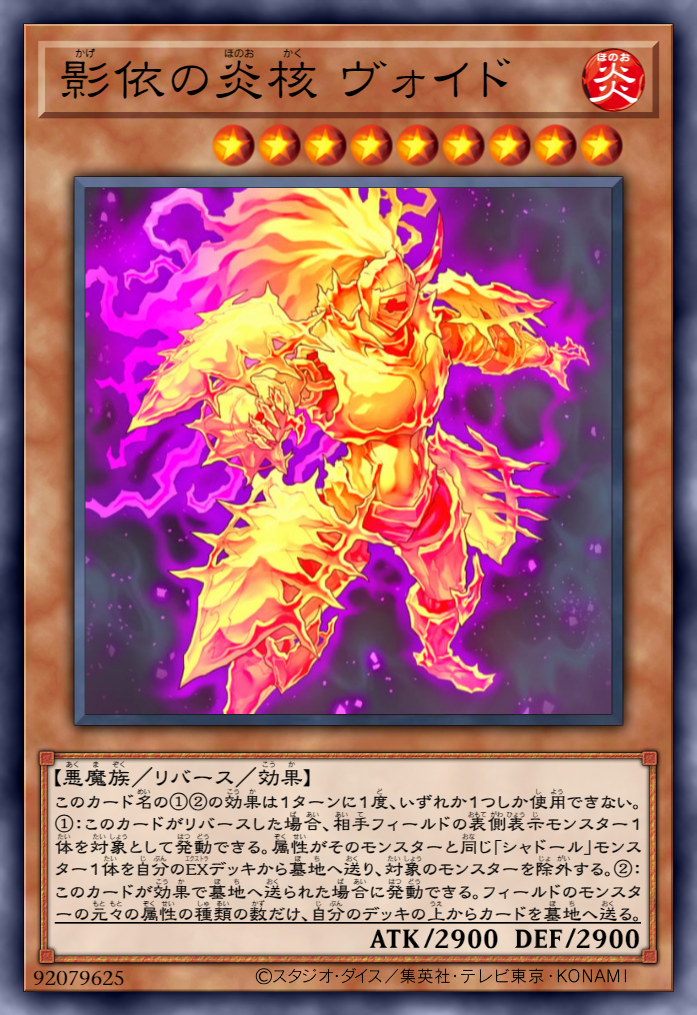 影依の炎核 ヴォイド
炎
【悪魔族／リバース／効果】
このカード名の①②の効果は1ターンに1度、いずれか1つしか使用できない。
①：このカードがリバースした場合、相手フィールドの表側表示モンスター1
体を対象として発動できる。属性がそのモンスターと同じ「シャドール」モンス
ター1体を自分のEXデッキから墓地へ送り、対象のモンスターを除外する。②：
このカードが効果で墓地へ送られた場合に発動できる。フィールドのモンスタ
ーの元々の属性の種類の数だけ、自分のデッキの上からカードを墓地へ送る。
ATK/2900 DEF/2900
92079625 ©スタジオ・ダイス／集英社・テレビ東京・KONAMI